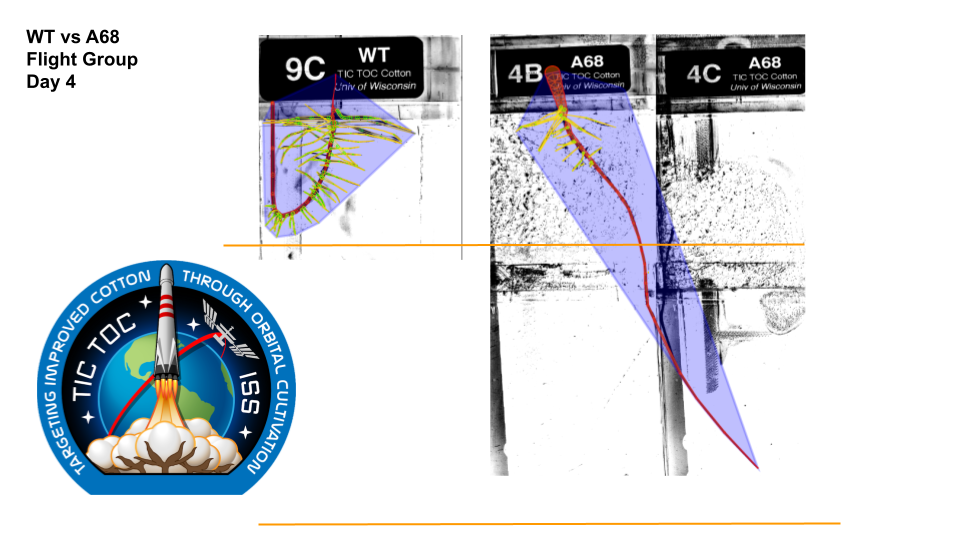 WT vs A68
Flight Group
Day 4
9C
WT
TIC TOC Cotton
Univ of Wisconsin
4B
A68
TIC TOC Cotton
Univ of Wisconsin
4C
A68
TIC TOC Cotton
Univ of Wisconsin
TARGETING IMPROVED COTTON THROUGH ORBITAL CULTIVATION
TIC TOC
ISS